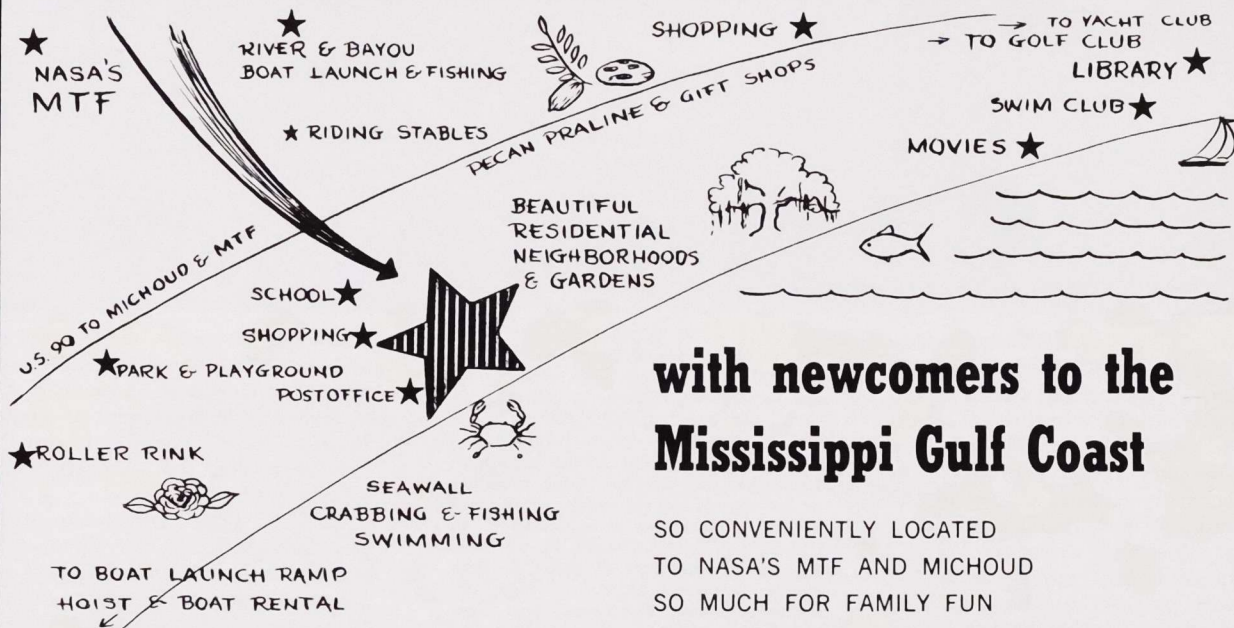 NASA'S
MTF
RIVER & BAYOU
BOAT LAUNCH & FISHING
RIDING STABLES
SHOPPING
TO YACHT CLUB
TO GOLF CLUB
LIBRARY
SWIM CLUB
MOVIES
PECAN PRALINE & GIFT SHOPS
U.S. 90 TO MICHOUD & MTF
BEAUTIFUL
RESIDENTIAL
NEIGHBORHOODS
& GARDENS
SCHOOL
SHOPPING
PARK & PLAYGROUND
POSTOFFICE
ROLLER RINK
SEAWALL
CRABBING & FISHING
SWIMMING
TO BOAT LAUNCH RAMP
HOIST & BOAT RENTAL
with newcomers to the
Mississippi Gulf Coast
SO CONVENIENTLY LOCATED
TO NASA'S MTF AND MICHOUD
SO MUCH FOR FAMILY FUN